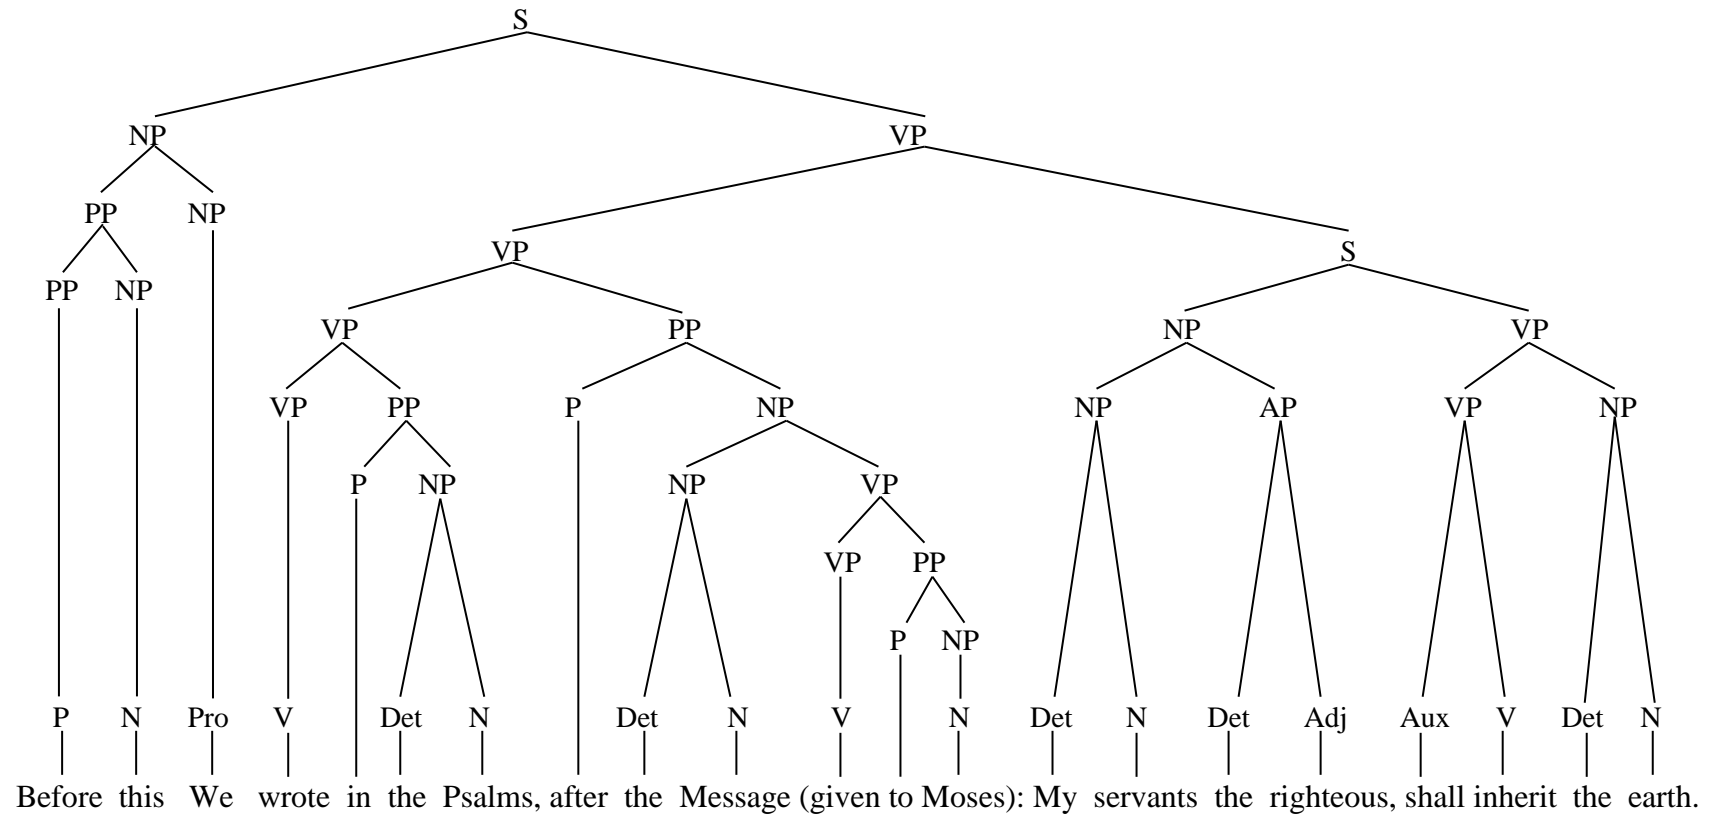 S
NP VP
PP NP
VP S
PP NP
VP PP NP VP
VP PP P NP NP AP VP NP
P NP NP VP
VP PP
P NP
P N Pro V Det N Det N V N Det N Det Adj Aux V Det N
Before this We wrote in the Psalms, after the Message (given to Moses): My servants the righteous, shall inherit the earth.